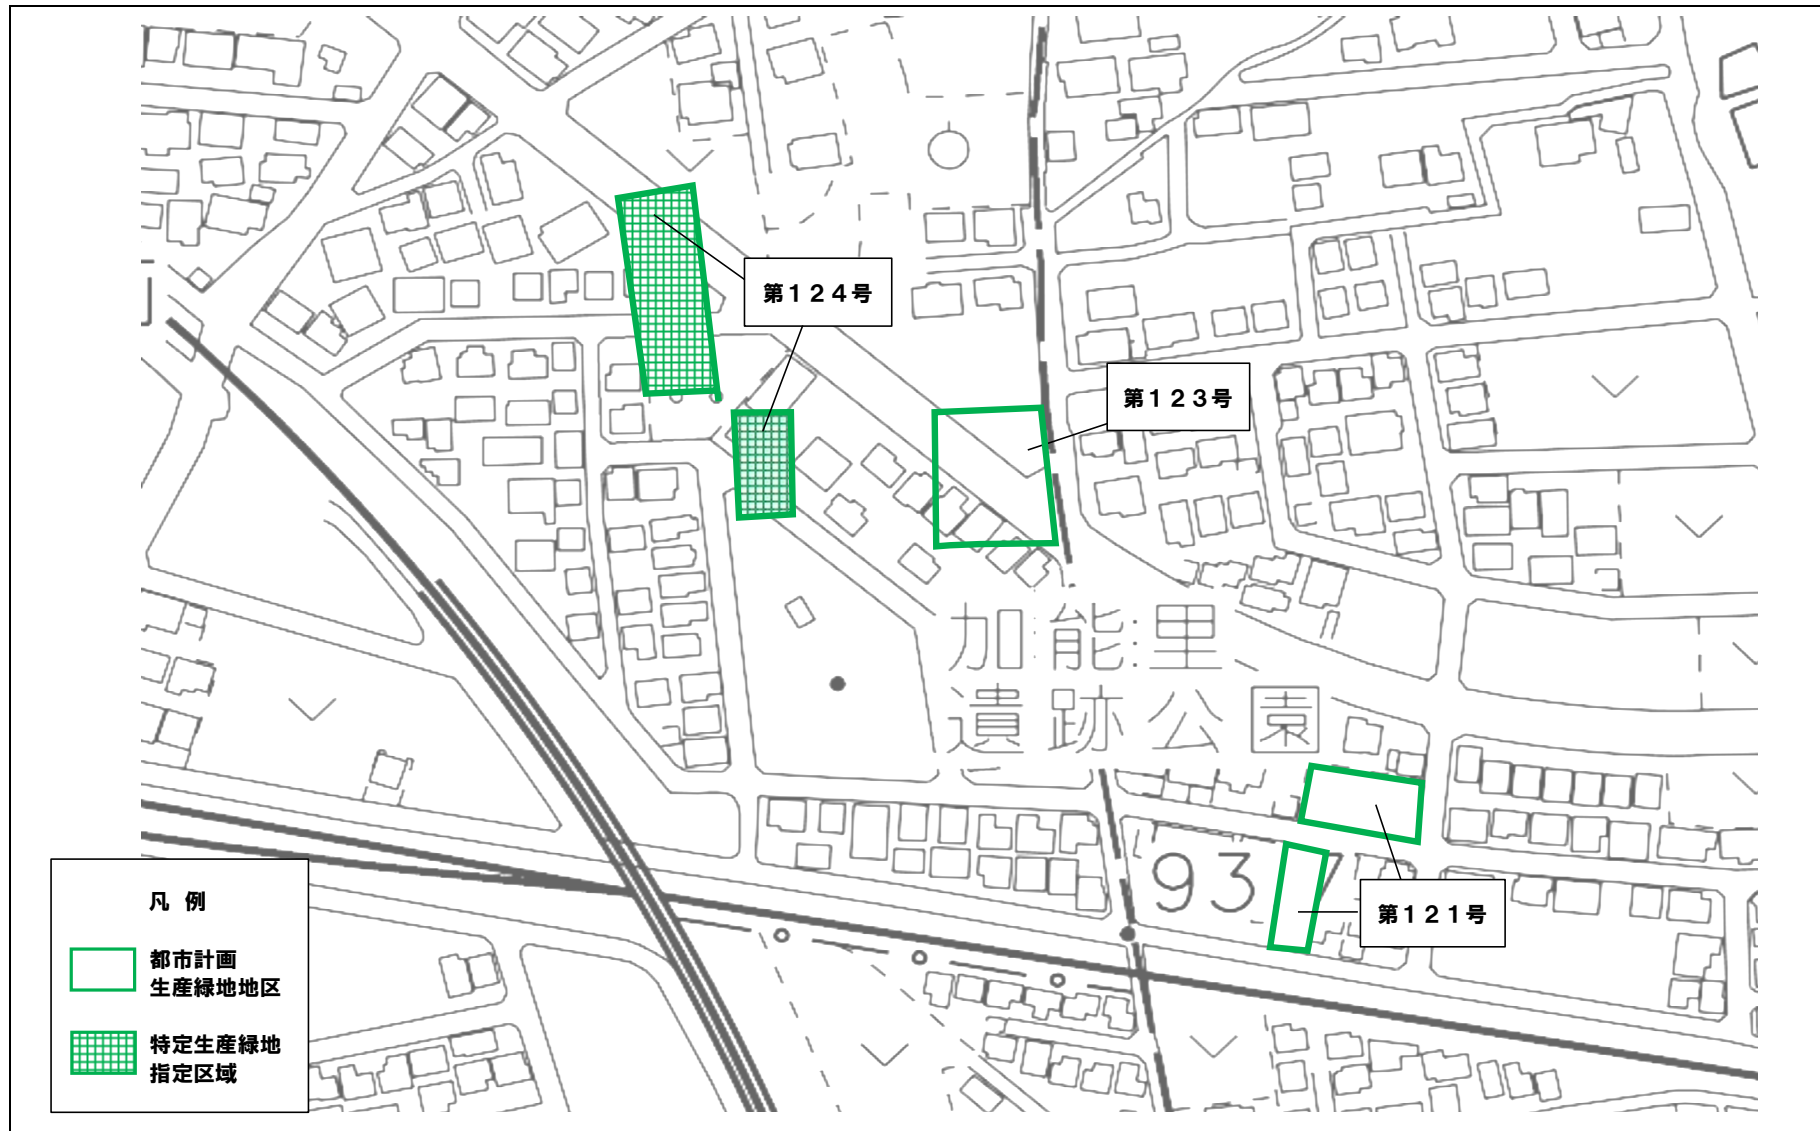 第１２４号
第１２３号
加能里
遺跡公園
937
第１２１号
凡 例
都市計画
生産緑地地区
特定生産緑地
指定区域